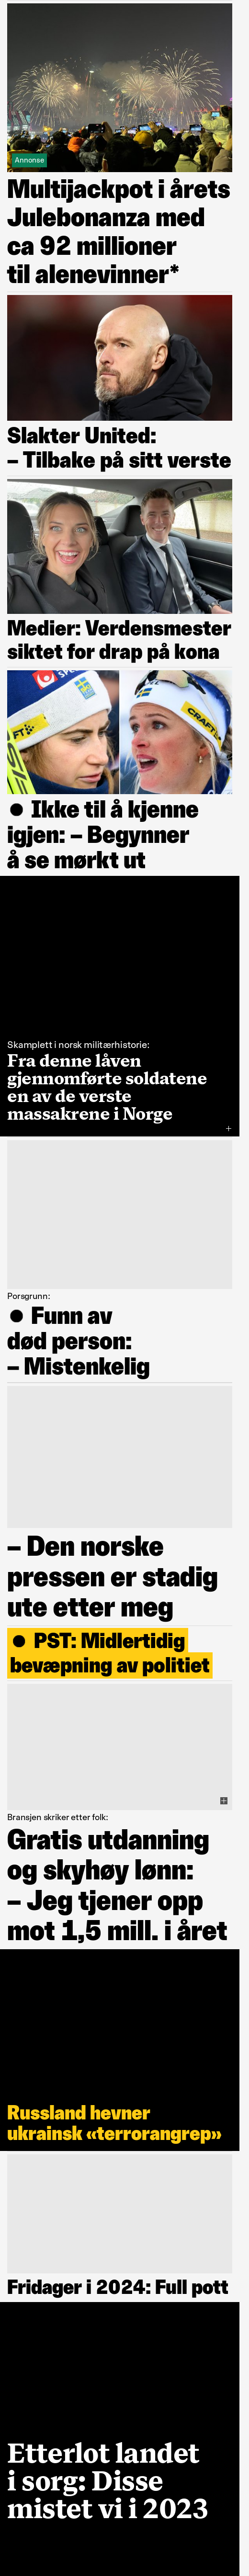 Annonse
Multijackpot i årets
Julebonanza med
ca 92 millioner
til alenevinner*
Slakter United:
– Tilbake på sitt verste
Medier: Verdensmester
siktet for drap på kona
FTZ
CRAFT
● Ikke til å kjenne
igjen: – Begynner
å se mørkt ut
Skamplett i norsk militærhistorie:
Fra denne låven
gjennomførte soldatene
en av de verste
massakrene i Norge
Porsgrunn:
● Funn av
død person:
– Mistenkelig
– Den norske
pressen er stadig
ute etter meg
● PST: Midlertidig
bevæpning av politiet
Bransjen skriker etter folk:
Gratis utdanning
og skyhøy lønn:
– Jeg tjener opp
mot 1,5 mill. i året
Russland hevner
ukrainsk «terrorangrep»
Fridager i 2024: Full pott
Etterlot landet
i sorg: Disse
mistet vi i 2023